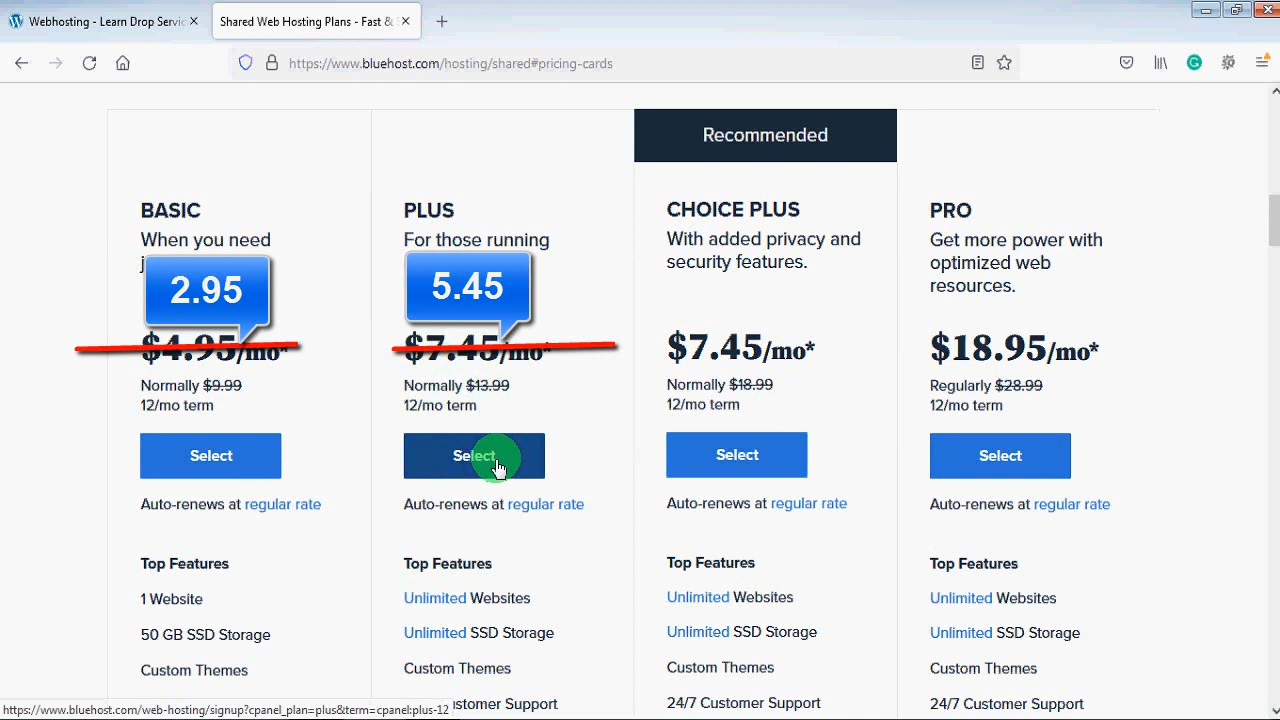 Webhosting - Learn Drop Servic
Shared Web Hosting Plans - Fast &
https://www.bluehost.com/hosting/shared#pricing-cards
Recommended
BASIC
When you need
2.95
$4.95/mo*
Normally $9.99
12/mo term
Select
Auto-renews at regular rate
Top Features
1 Website
50 GB SSD Storage
Custom Themes
PLUS
For those running
5.45
$7.45/mo*
Normally $13.99
12/mo term
Select
Auto-renews at regular rate
Top Features
Unlimited Websites
Unlimited SSD Storage
Custom Themes
Customer Support
CHOICE PLUS
With added privacy and
security features.
$7.45/mo*
Normally $18.99
12/mo term
Select
Auto-renews at regular rate
Top Features
Unlimited Websites
Unlimited SSD Storage
Custom Themes
24/7 Customer Support
PRO
Get more power with
optimized web
resources.
$18.95/mo*
Regularly $28.99
12/mo term
Select
Auto-renews at regular rate
Top Features
Unlimited Websites
Unlimited SSD Storage
Custom Themes
24/7 Customer Support
https://www.bluehost.com/web-hosting/signup?cpanel_plan=plus&term=cpanel:plus-12